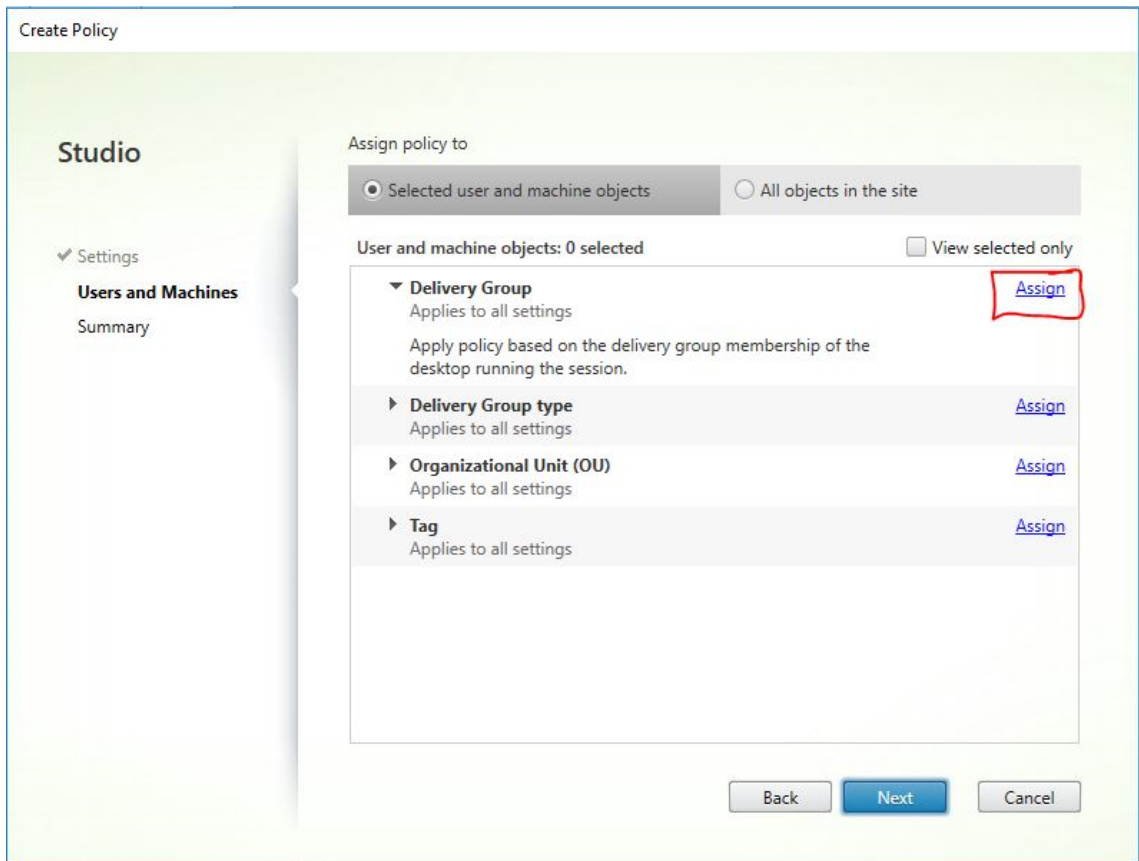 Create Policy
Studio
Settings
Users and Machines
Summary
Assign policy to
Selected user and machine objects
All objects in the site
User and machine objects: 0 selected
View selected only
Delivery Group
Assign
Applies to all settings
Apply policy based on the delivery group membership of the
desktop running the session.
Delivery Group type
Assign
Applies to all settings
Organizational Unit (OU)
Assign
Applies to all settings
Tag
Assign
Applies to all settings
Back
Next
Cancel